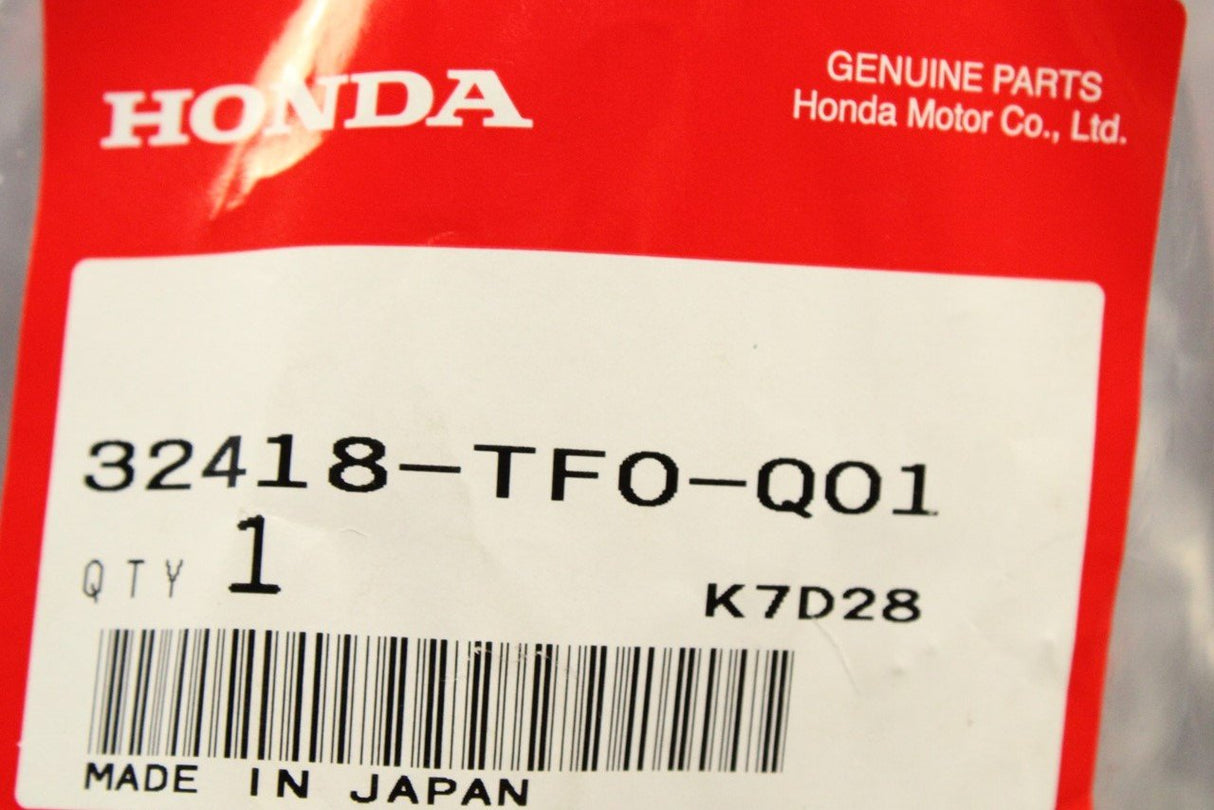 HONDA
GENUINE PARTS
Honda Motor Co., Ltd.
32418-TF0-Q01
QTY 1
K7D28
MADE IN JAPAN